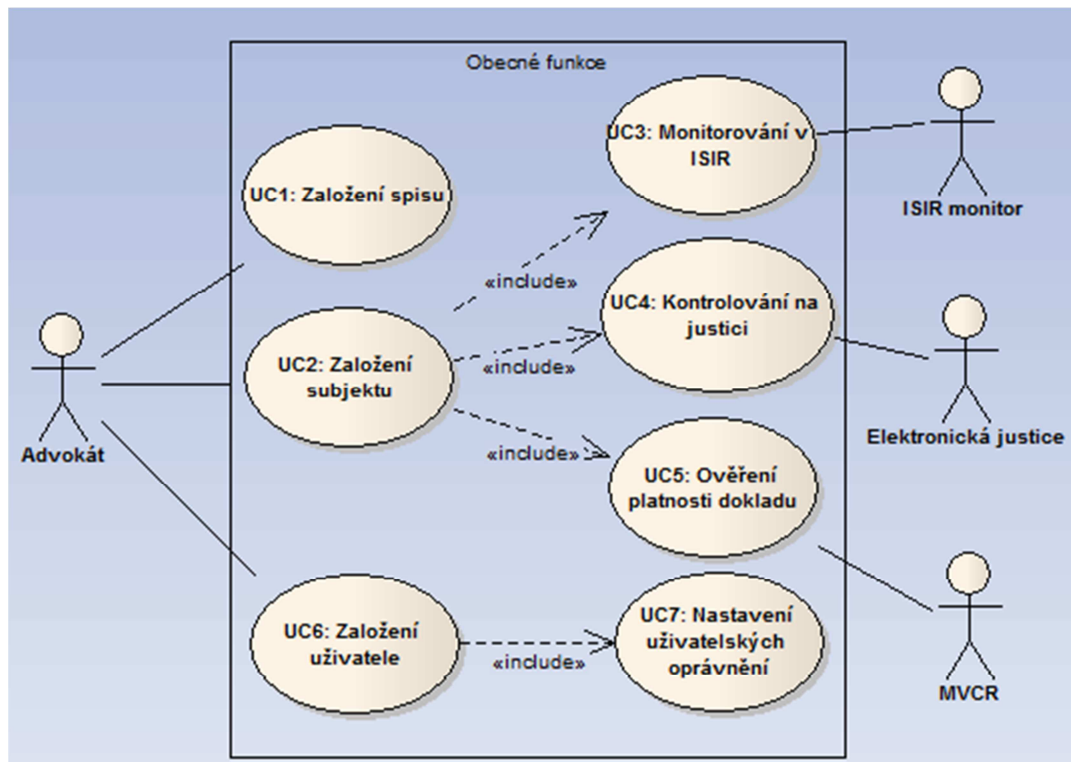 Obecné funkce
UC1: Založení spisu
UC2: Založení
subjektu
UC3: Monitorování v
ISIR
UC4: Kontrolování na
justici
UC5: Ověření
platnosti dokladu
UC6: Založení
uživatele
UC7: Nastavení
uživatelských
oprávnění
«include»
«include»
«include»
«include»
Advokát
ISIR monitor
Elektronická justice
MVCR